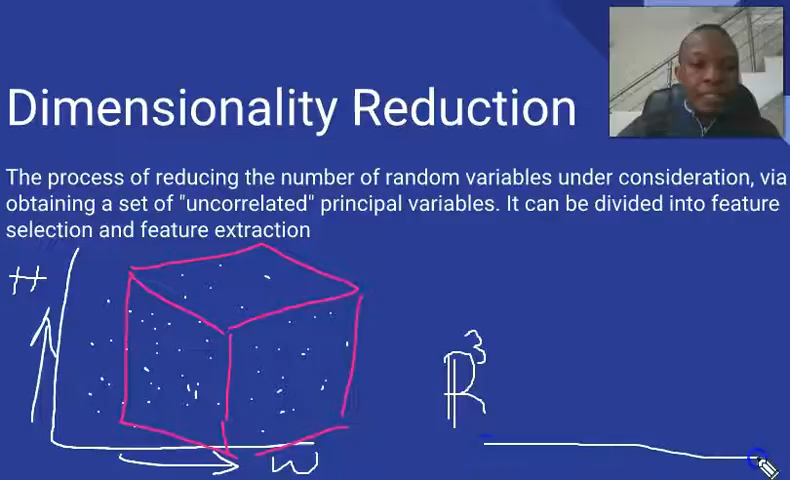 Dimensionality Reduction
The process of reducing the number of random variables under consideration, via
obtaining a set of "uncorrelated" principal variables. It can be divided into feature
selection and feature extraction
H
ℝ³
W